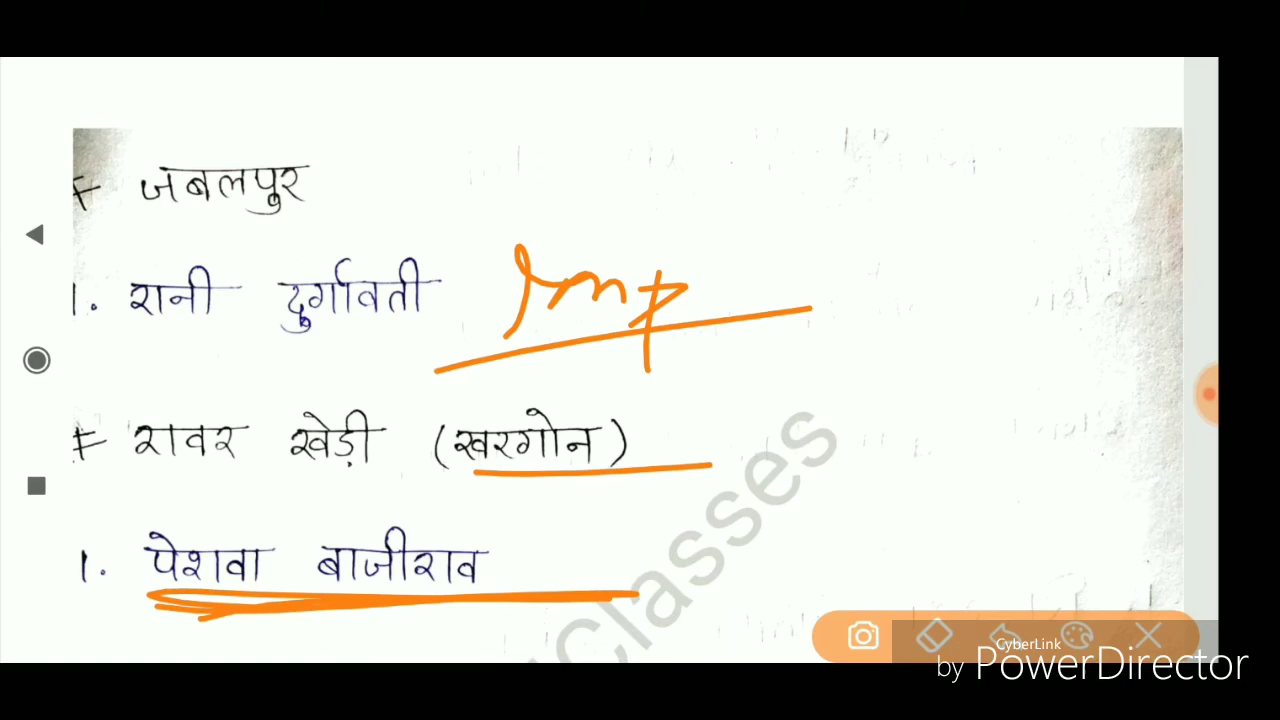 जबलपुर
1. रानी दुर्गावती Imp
रावर खेड़ी (खरगोन)
1. पेशवा बाजीराव
Classes
CyberLink
by PowerDirector